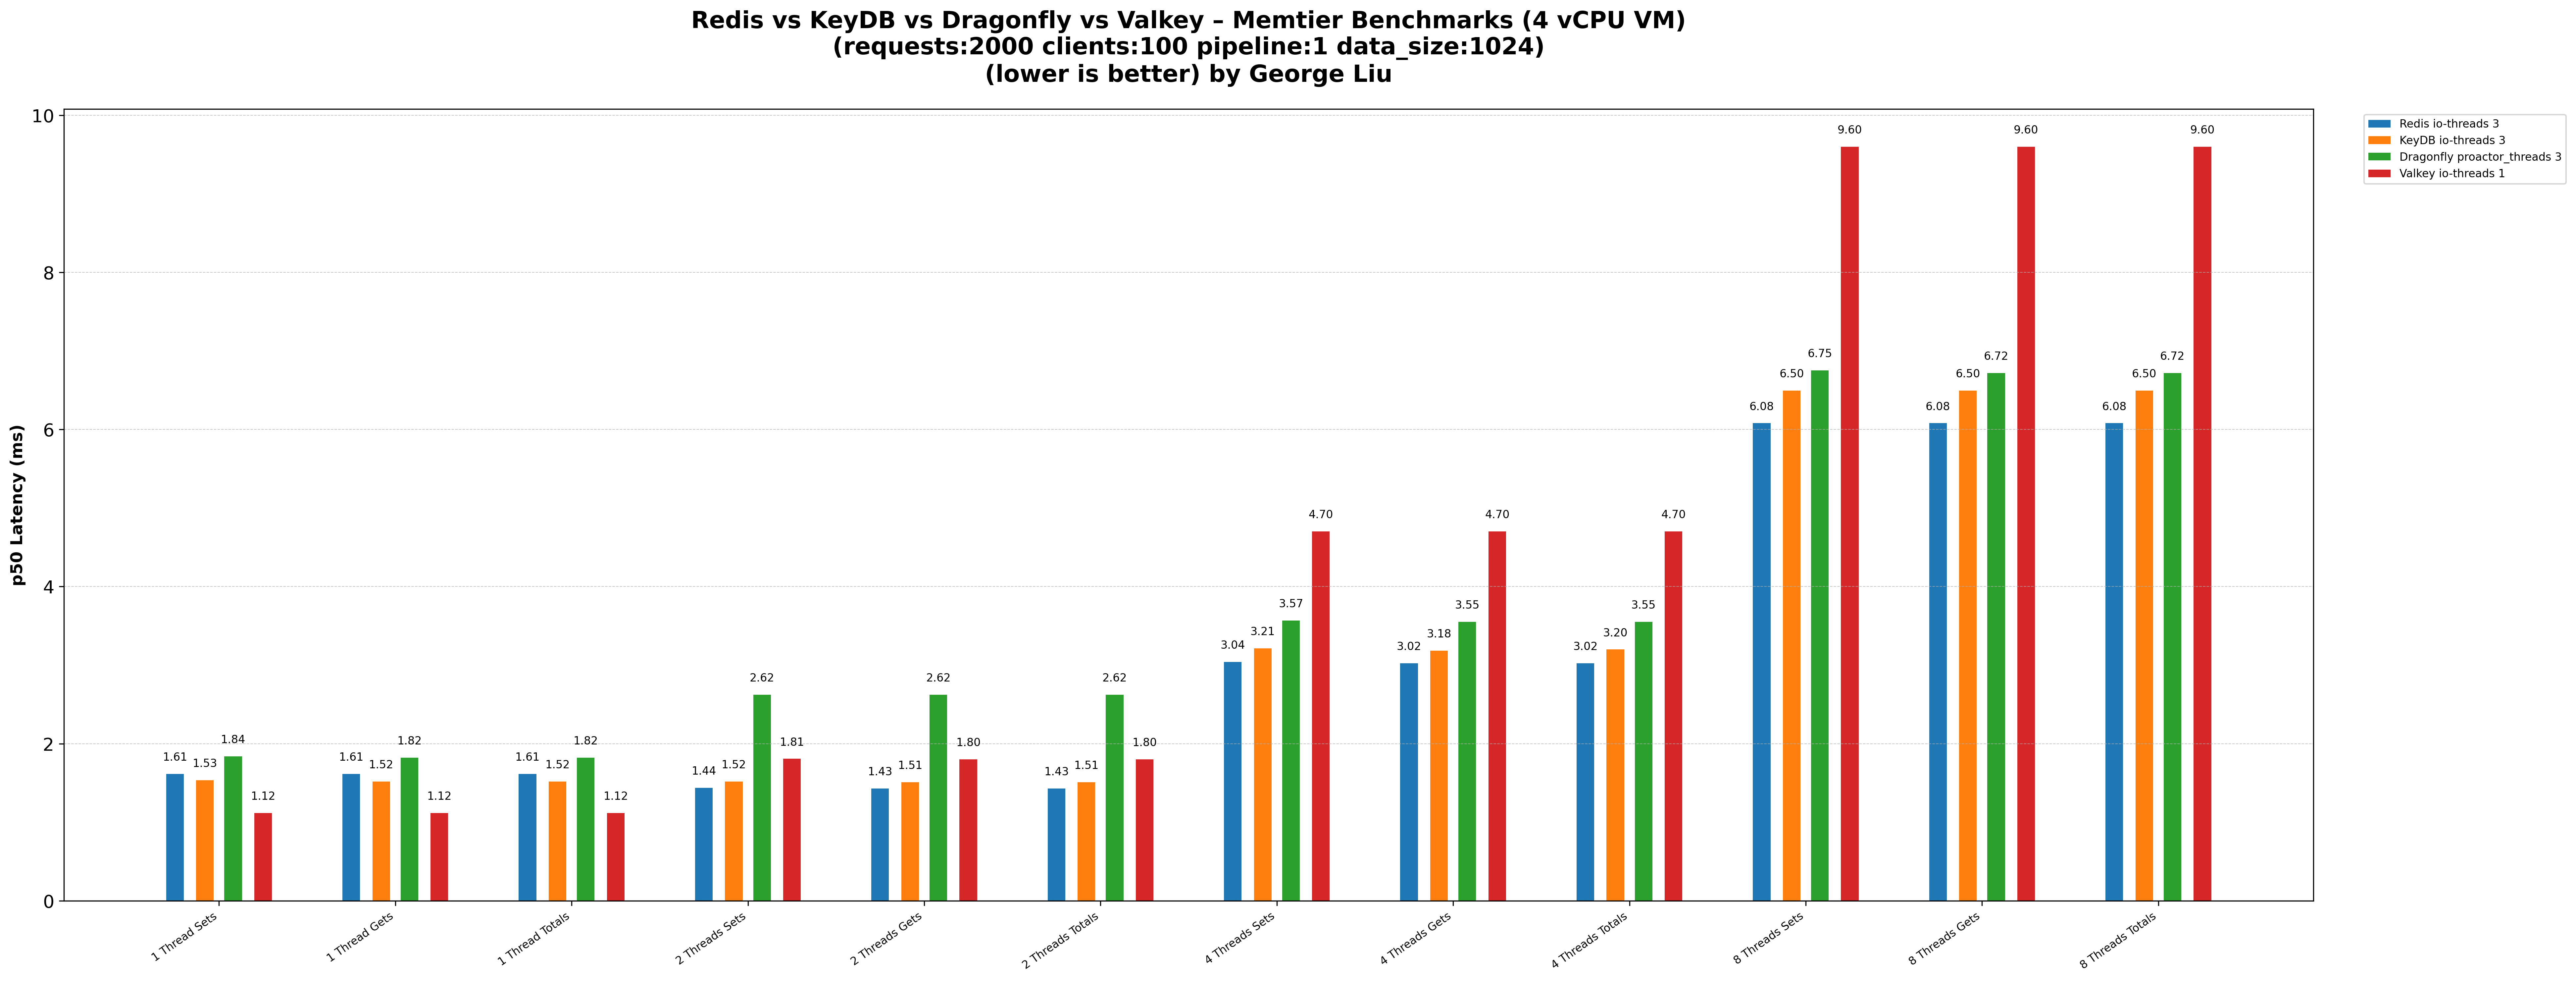 Redis vs KeyDB vs Dragonfly vs Valkey – Memtier Benchmarks (4 vCPU VM)
(requests:2000 clients:100 pipeline:1 data_size:1024)
(lower is better) by George Liu
p50 Latency (ms)
10
8
6
4
2
0
1.61 1.53 1.84 1.12
1.61 1.52 1.82 1.12
1.61 1.52 1.82 1.12
1.44 1.52 2.62 1.81
1.43 1.51 2.62 1.80
1.43 1.51 2.62 1.80
3.04 3.21 3.57 4.70
3.02 3.18 3.55 4.70
3.02 3.20 3.55 4.70
6.08 6.50 6.75 9.60
6.08 6.50 6.72 9.60
6.08 6.50 6.72 9.60
1 Thread Sets
1 Thread Gets
1 Thread Totals
2 Threads Sets
2 Threads Gets
2 Threads Totals
4 Threads Sets
4 Threads Gets
4 Threads Totals
8 Threads Sets
8 Threads Gets
8 Threads Totals
Redis io-threads 3
KeyDB io-threads 3
Dragonfly proactor_threads 3
Valkey io-threads 1